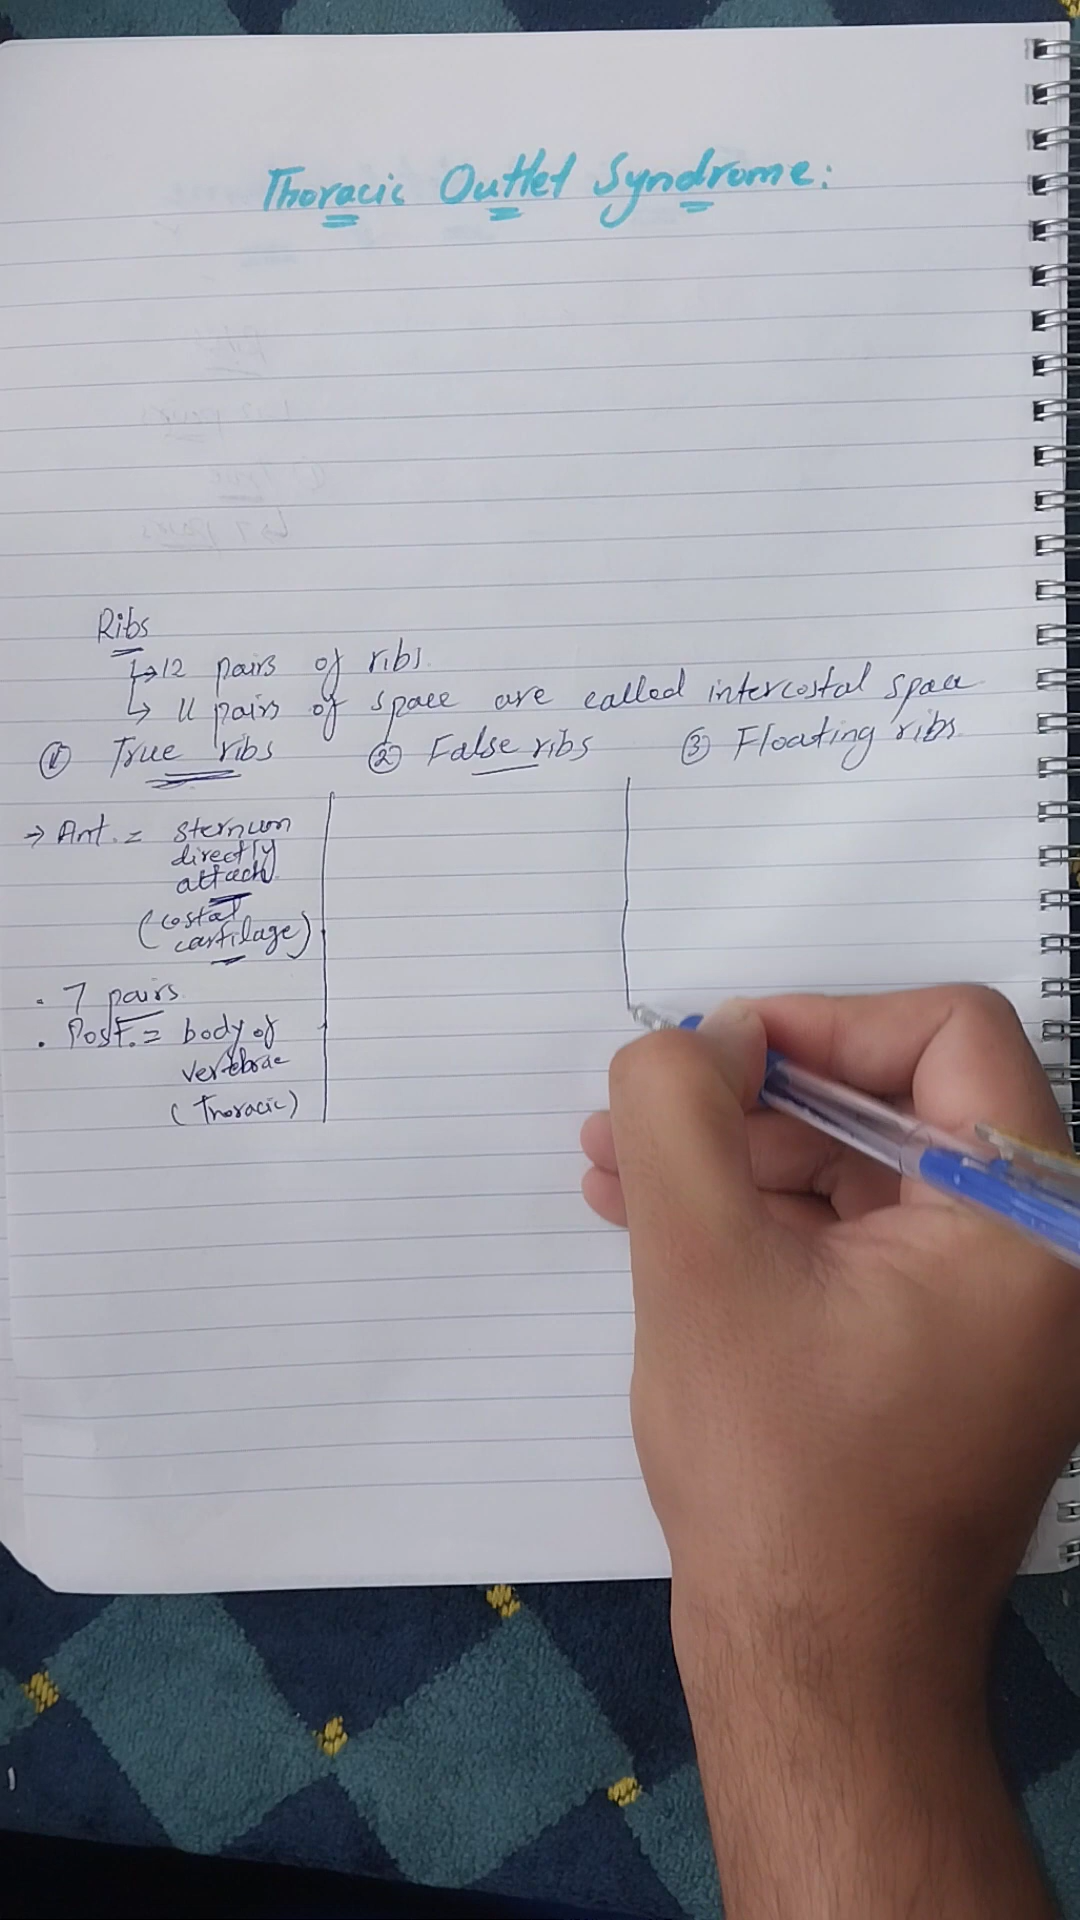 Thoracic Outlet Syndrome:
Ribs
↳ 12 pairs of ribs.
↳ 11 pairs of space are called intercostal space
① True ribs ② False ribs ③ Floating ribs
→ Ant. = sternum
directly
attach
(costal
cartilage)
. 7 pairs
. Post. = body of
vertebrae
(Thoracic)